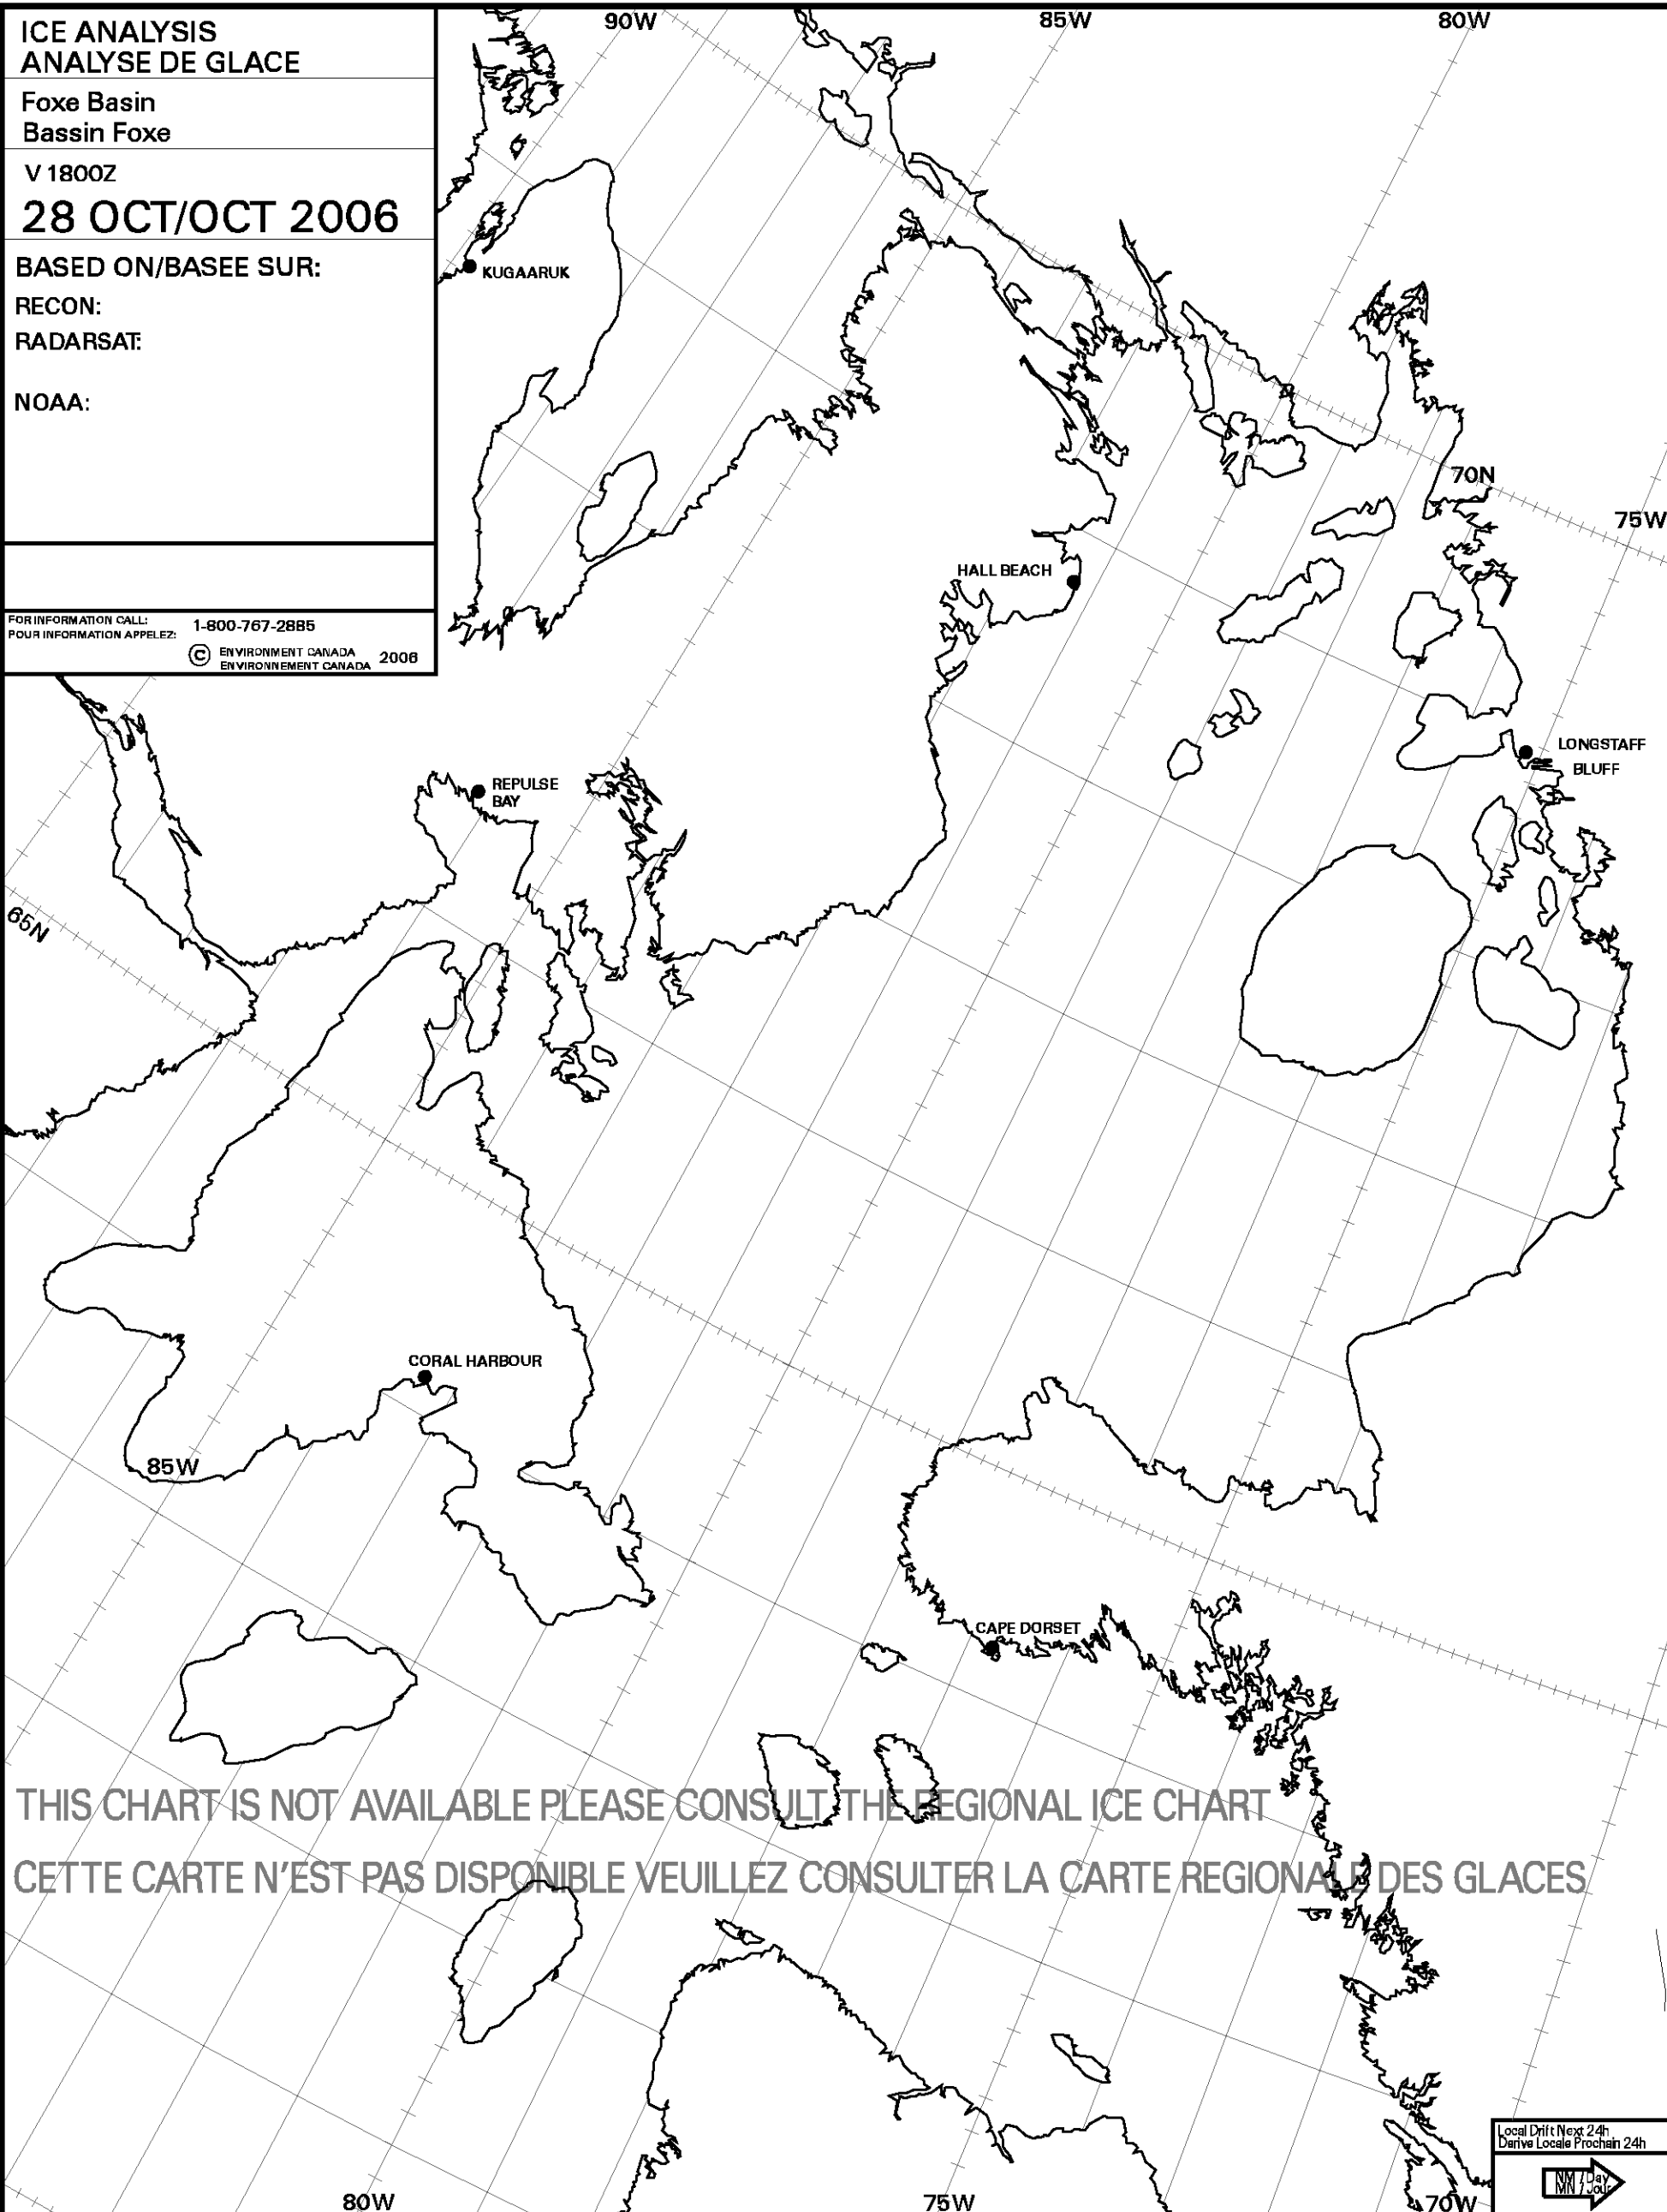 ICE ANALYSIS
ANALYSE DE GLACE
Foxe Basin
Bassin Foxe
V 1800Z
28 OCT/OCT 2006
BASED ON/BASEE SUR:
RECON:
RADARSAT:
NOAA:
FOR INFORMATION CALL:
POUR INFORMATION APPELEZ:
1-800-767-2885
© ENVIRONMENT CANADA
ENVIRONNEMENT CANADA
2006
90W
85W
80W
KUGAARUK
70N
75W
HALL BEACH
LONGSTAFF
BLUFF
REPULSE
BAY
65N
CORAL HARBOUR
85W
CAPE DORSET
THIS CHART IS NOT AVAILABLE PLEASE CONSULT THE REGIONAL ICE CHART
CETTE CARTE N'EST PAS DISPONIBLE VEUILLEZ CONSULTER LA CARTE REGIONALE DES GLACES
Local Drift Next 24h
Derive Locale Prochain 24h
NM / Day
MN / Jour
80W
75W
70W